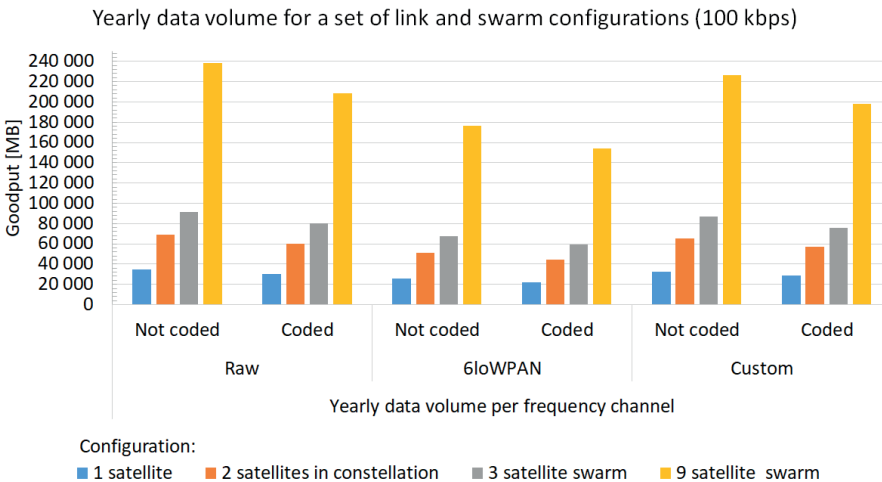 Yearly data volume for a set of link and swarm configurations (100 kbps)
Goodput [MB]
240 000
220 000
200 000
180 000
160 000
140 000
120 000
100 000
80 000
60 000
40 000
20 000
0
Not coded Coded Not coded Coded Not coded Coded
Raw 6loWPAN Custom
Yearly data volume per frequency channel
Configuration:
1 satellite 2 satellites in constellation 3 satellite swarm 9 satellite swarm